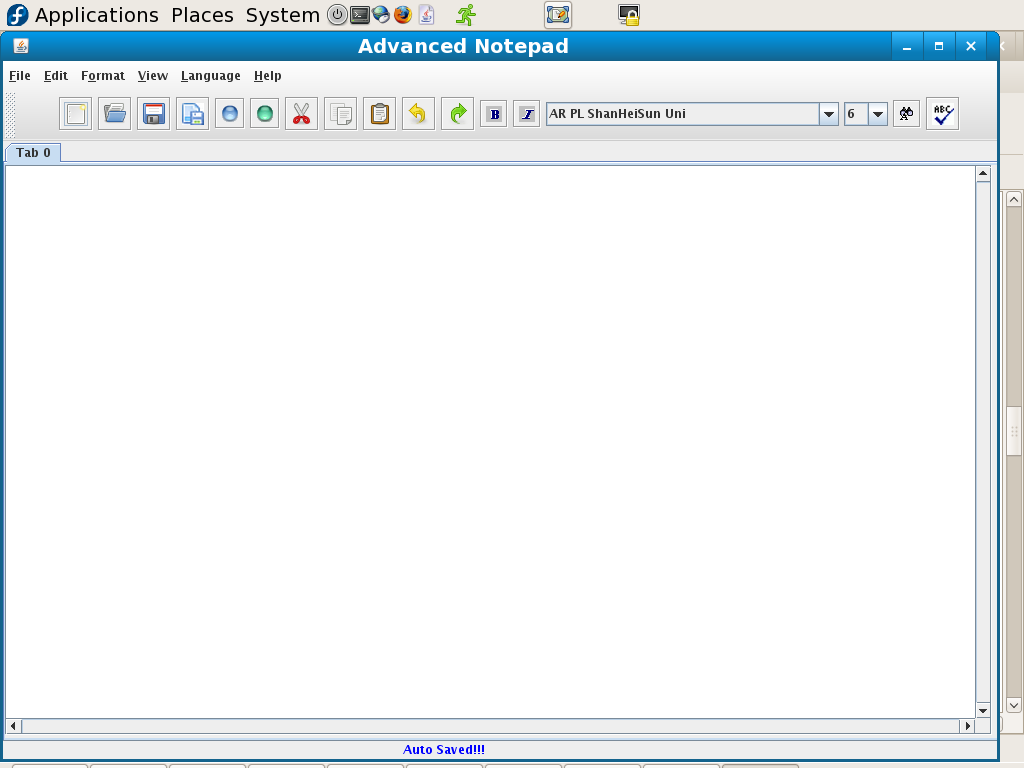 Applications Places System
Advanced Notepad
File Edit Format View Language Help
B I AR PL ShanHeiSun Uni 6 ABC
Tab 0
Auto Saved!!!